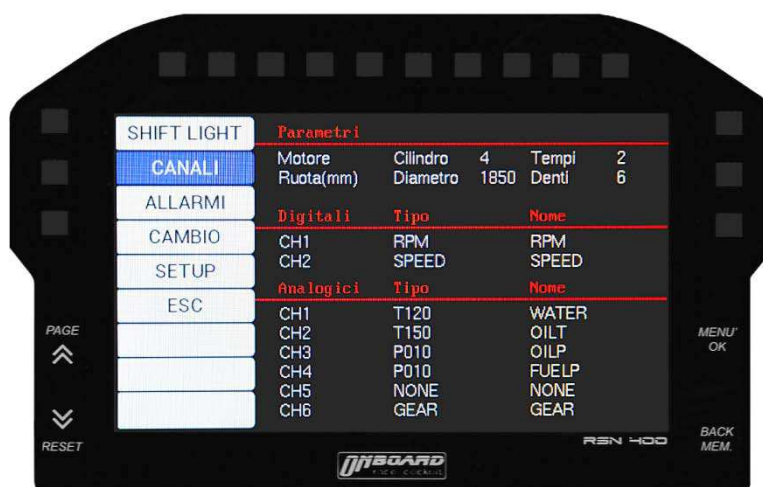 SHIFT LIGHT
CANALI
ALLARMI
CAMBIO
SETUP
ESC
Parametri
Motore Cilindro 4 Tempi 2
Ruota(mm) Diametro 1850 Denti 6
Digitali Tipo Nome
CH1 RPM RPM
CH2 SPEED SPEED
Analogici Tipo Nome
CH1 T120 WATER
CH2 T150 OILT
CH3 P010 OILP
CH4 P010 FUELP
CH5 NONE NONE
CH6 GEAR GEAR
PAGE
RESET
MENU'
OK
BACK
MEM.
RSN 400
ONBOARD